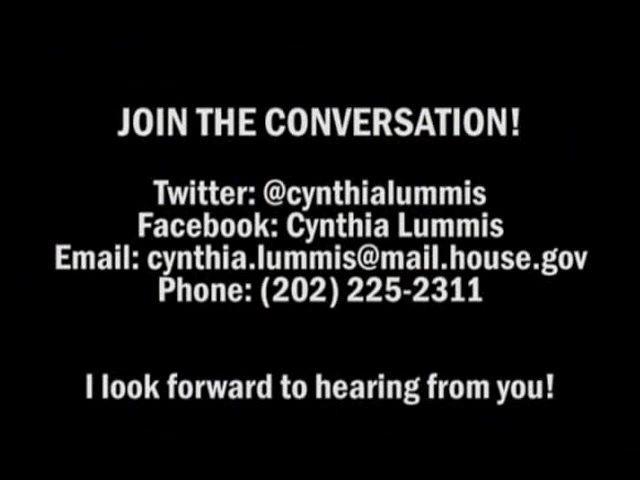 JOIN THE CONVERSATION!
Twitter: @cynthialummis
Facebook: Cynthia Lummis
Email: cynthia.lummis@mail.house.gov
Phone: (202) 225-2311
I look forward to hearing from you!